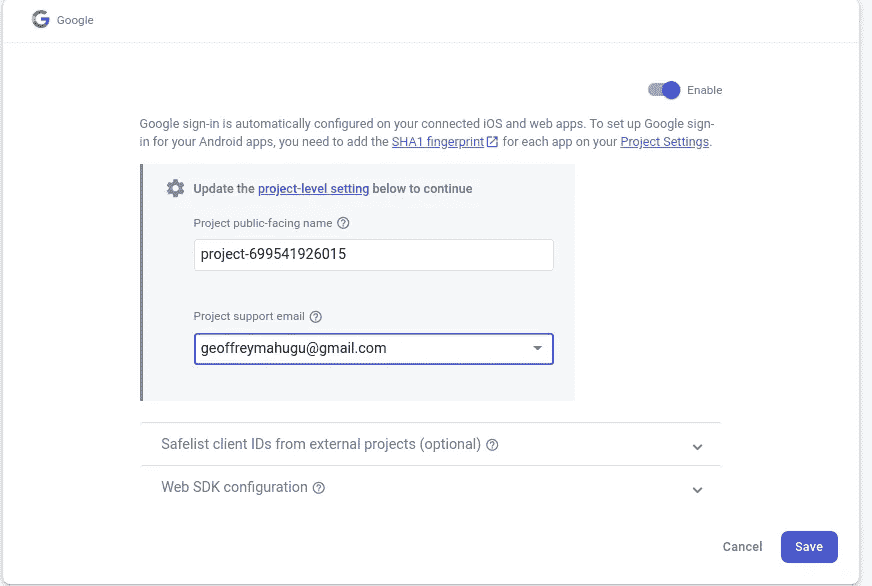 Google
Enable
Google sign-in is automatically configured on your connected iOS and web apps. To set up Google sign-
in for your Android apps, you need to add the SHA1 fingerprint for each app on your Project Settings.
Update the project-level setting below to continue
Project public-facing name
project-699541926015
Project support email
geoffreymahugu@gmail.com
Safelist client IDs from external projects (optional)
Web SDK configuration
Cancel Save